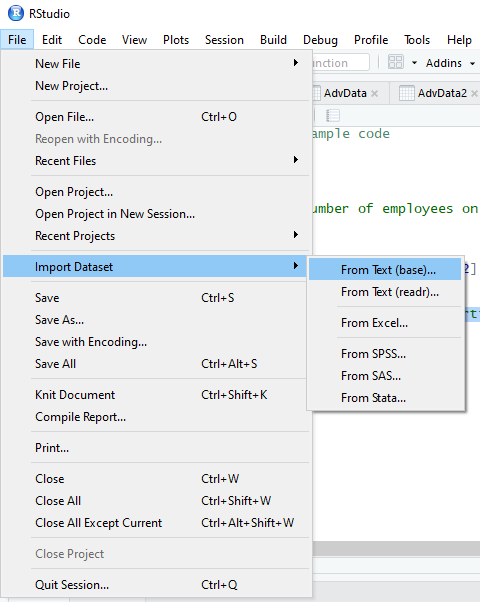 RStudio
File Edit Code View Plots Session Build Debug Profile Tools Help
New File
New Project...
unction Addins
AdvData AdvData2
Open File... Ctrl+O
ample code
Reopen with Encoding...
Recent Files
Open Project...
Open Project in New Session...
umber of employees on
Recent Projects
Import Dataset
From Text (base)...
2]
From Text (readr)...
From Excel...
From SPSS...
From SAS...
From Stata...
Save Ctrl+S
Save As...
Save with Encoding...
Save All Ctrl+Alt+S
Knit Document Ctrl+Shift+K
Compile Report...
Print...
Close Ctrl+W
Close All Ctrl+Shift+W
Close All Except Current Ctrl+Alt+Shift+W
Close Project
Quit Session... Ctrl+Q